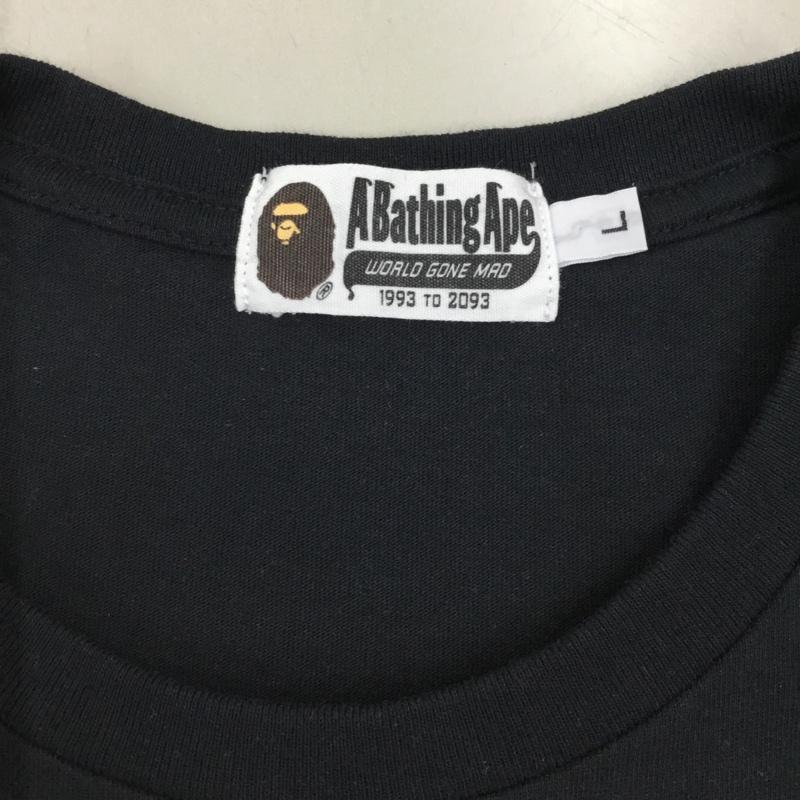 ABathingApe
WORLD GONE MAD
1993 TO 2093
®
L